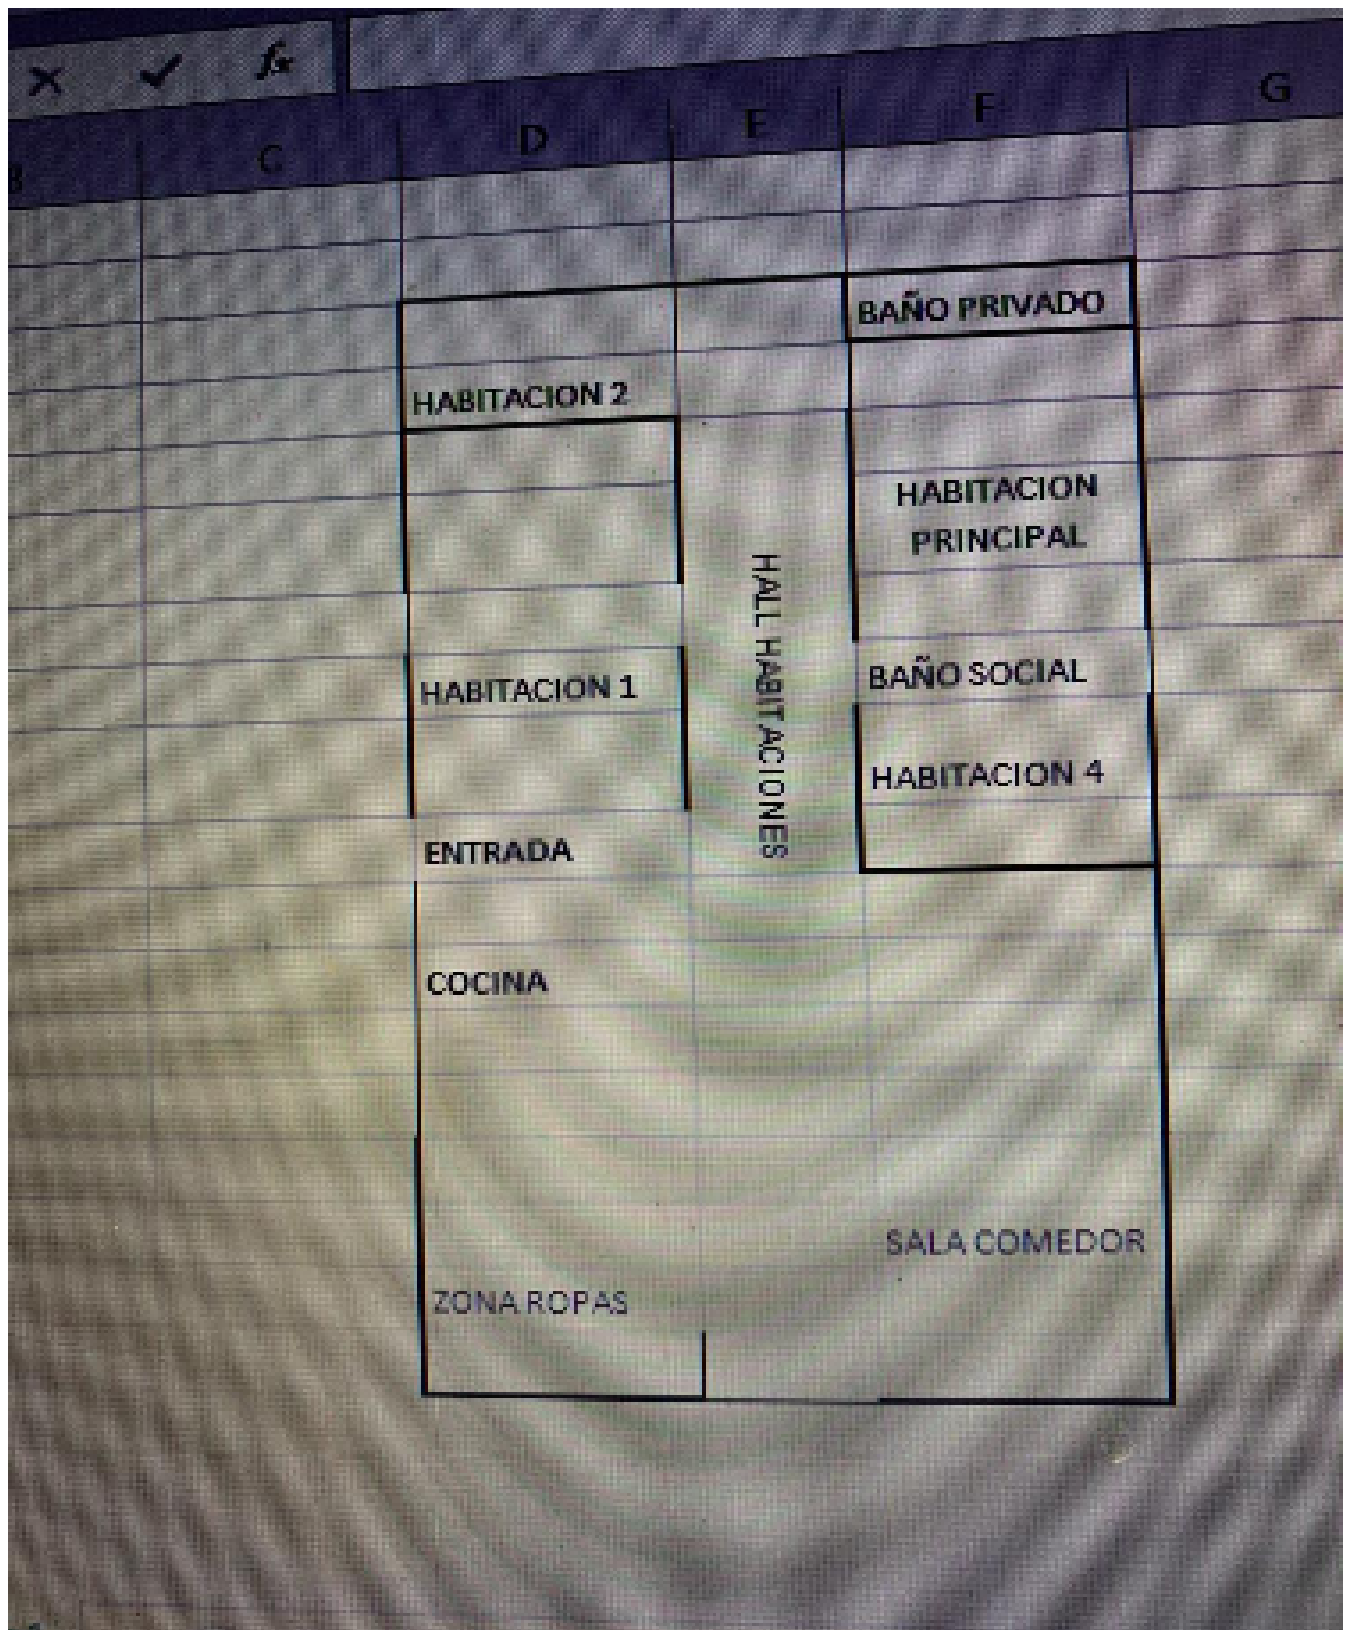 fx
B C D E F G
BAÑO PRIVADO
HABITACION 2
HABITACION
PRINCIPAL
HALL HABITACIONES
BAÑO SOCIAL
HABITACION 1
HABITACION 4
ENTRADA
COCINA
SALA COMEDOR
ZONA ROPAS